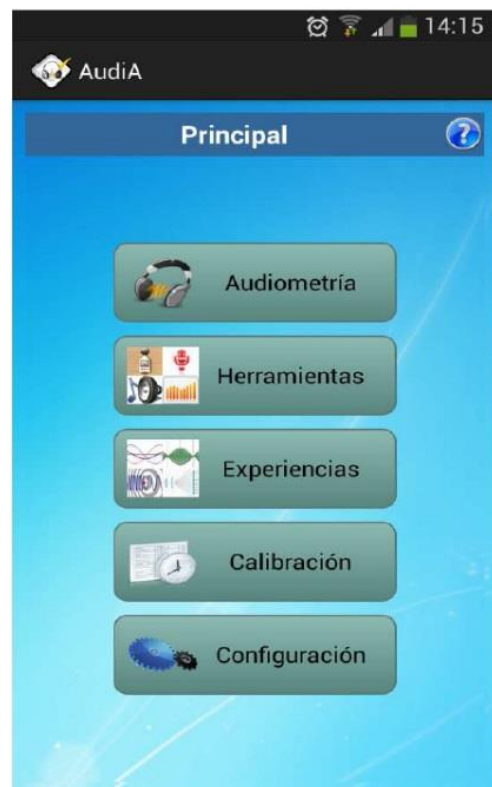 14:15
AudiA
Principal
?
Audiometría
Herramientas
Experiencias
Calibración
Configuración